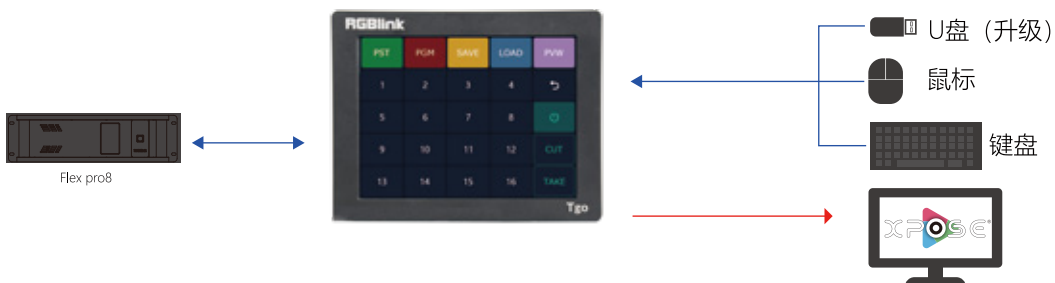 RGBlink
PST PGM SAVE LOAD PVW
1 2 3 4
5 6 7 8
9 10 11 12 CUT
13 14 15 16 TAKE
Tgo
Flex pro8
U盘（升级）
鼠标
键盘
XPOSE